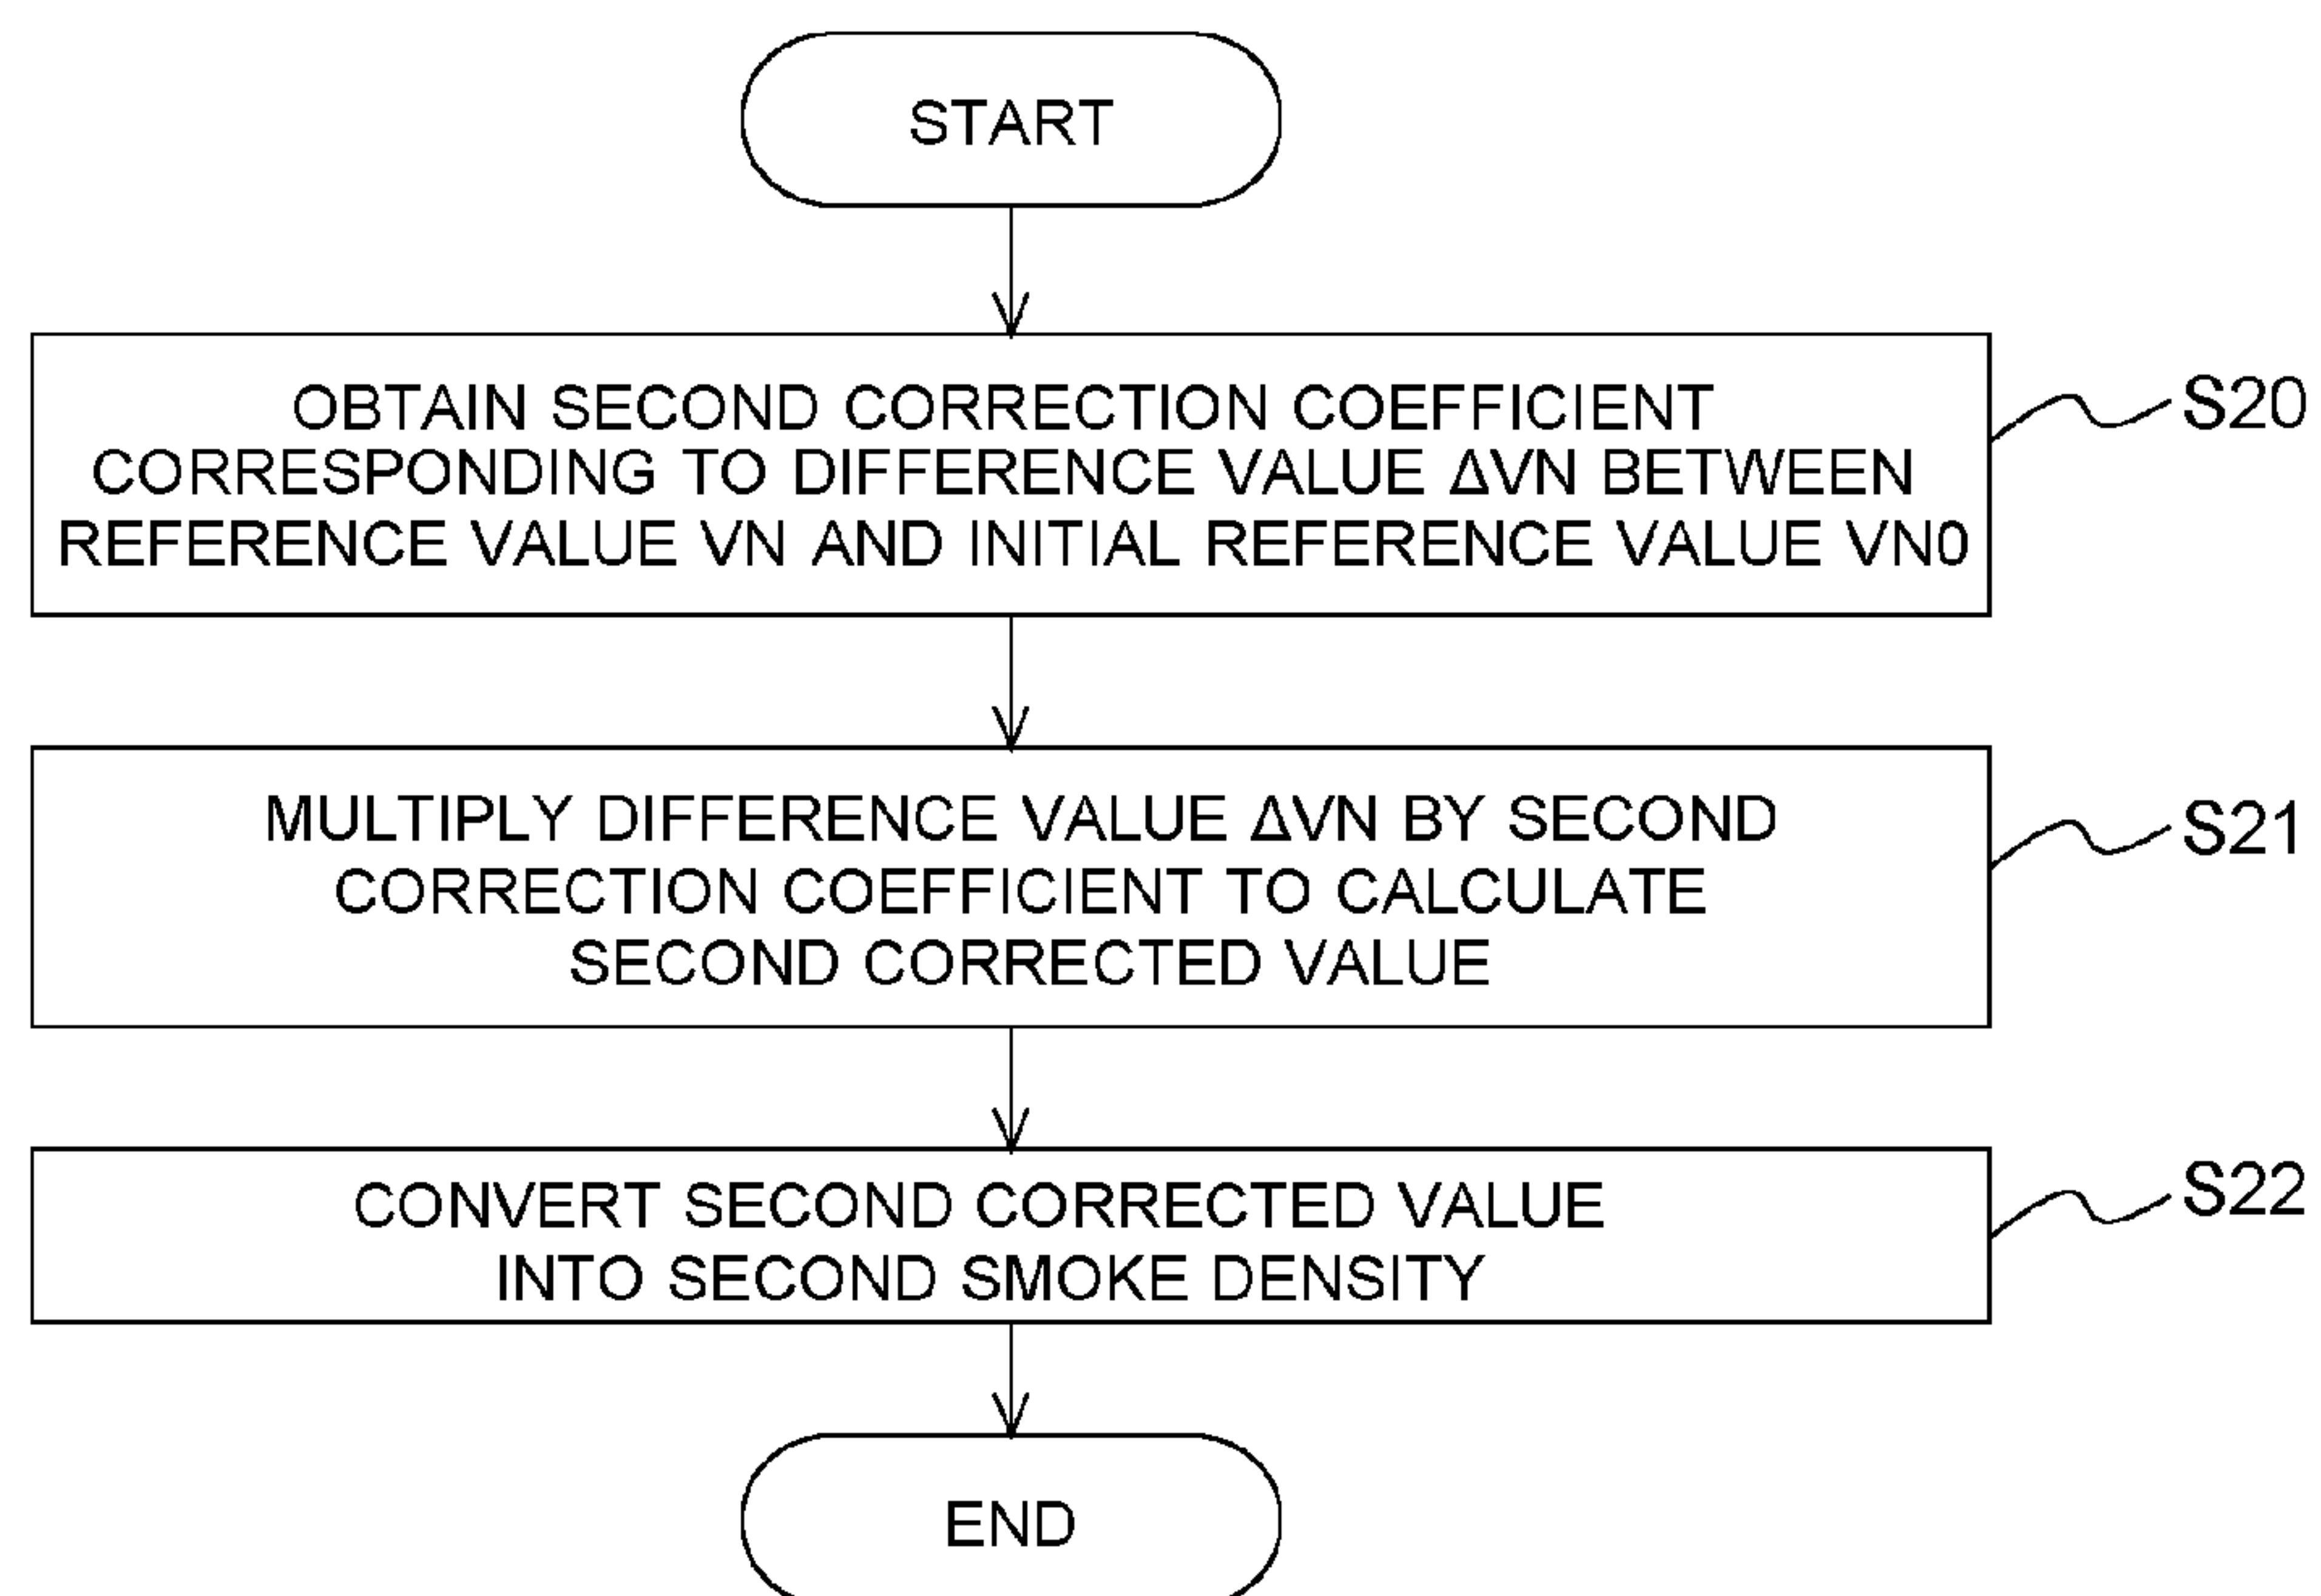 START
OBTAIN SECOND CORRECTION COEFFICIENT
CORRESPONDING TO DIFFERENCE VALUE ΔVN BETWEEN
REFERENCE VALUE VN AND INITIAL REFERENCE VALUE VN0
S20
MULTIPLY DIFFERENCE VALUE ΔVN BY SECOND
CORRECTION COEFFICIENT TO CALCULATE
SECOND CORRECTED VALUE
S21
CONVERT SECOND CORRECTED VALUE
INTO SECOND SMOKE DENSITY
S22
END